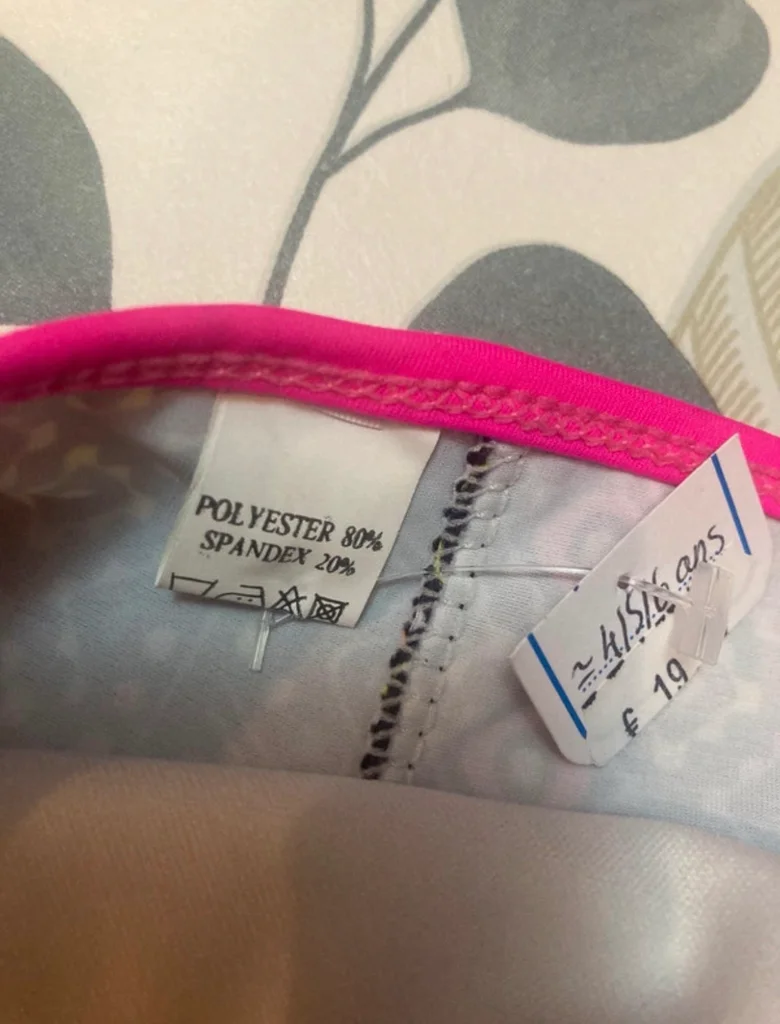 POLYESTER 80%
SPANDEX 20%
≈ 4/5/6 ans
€ 19